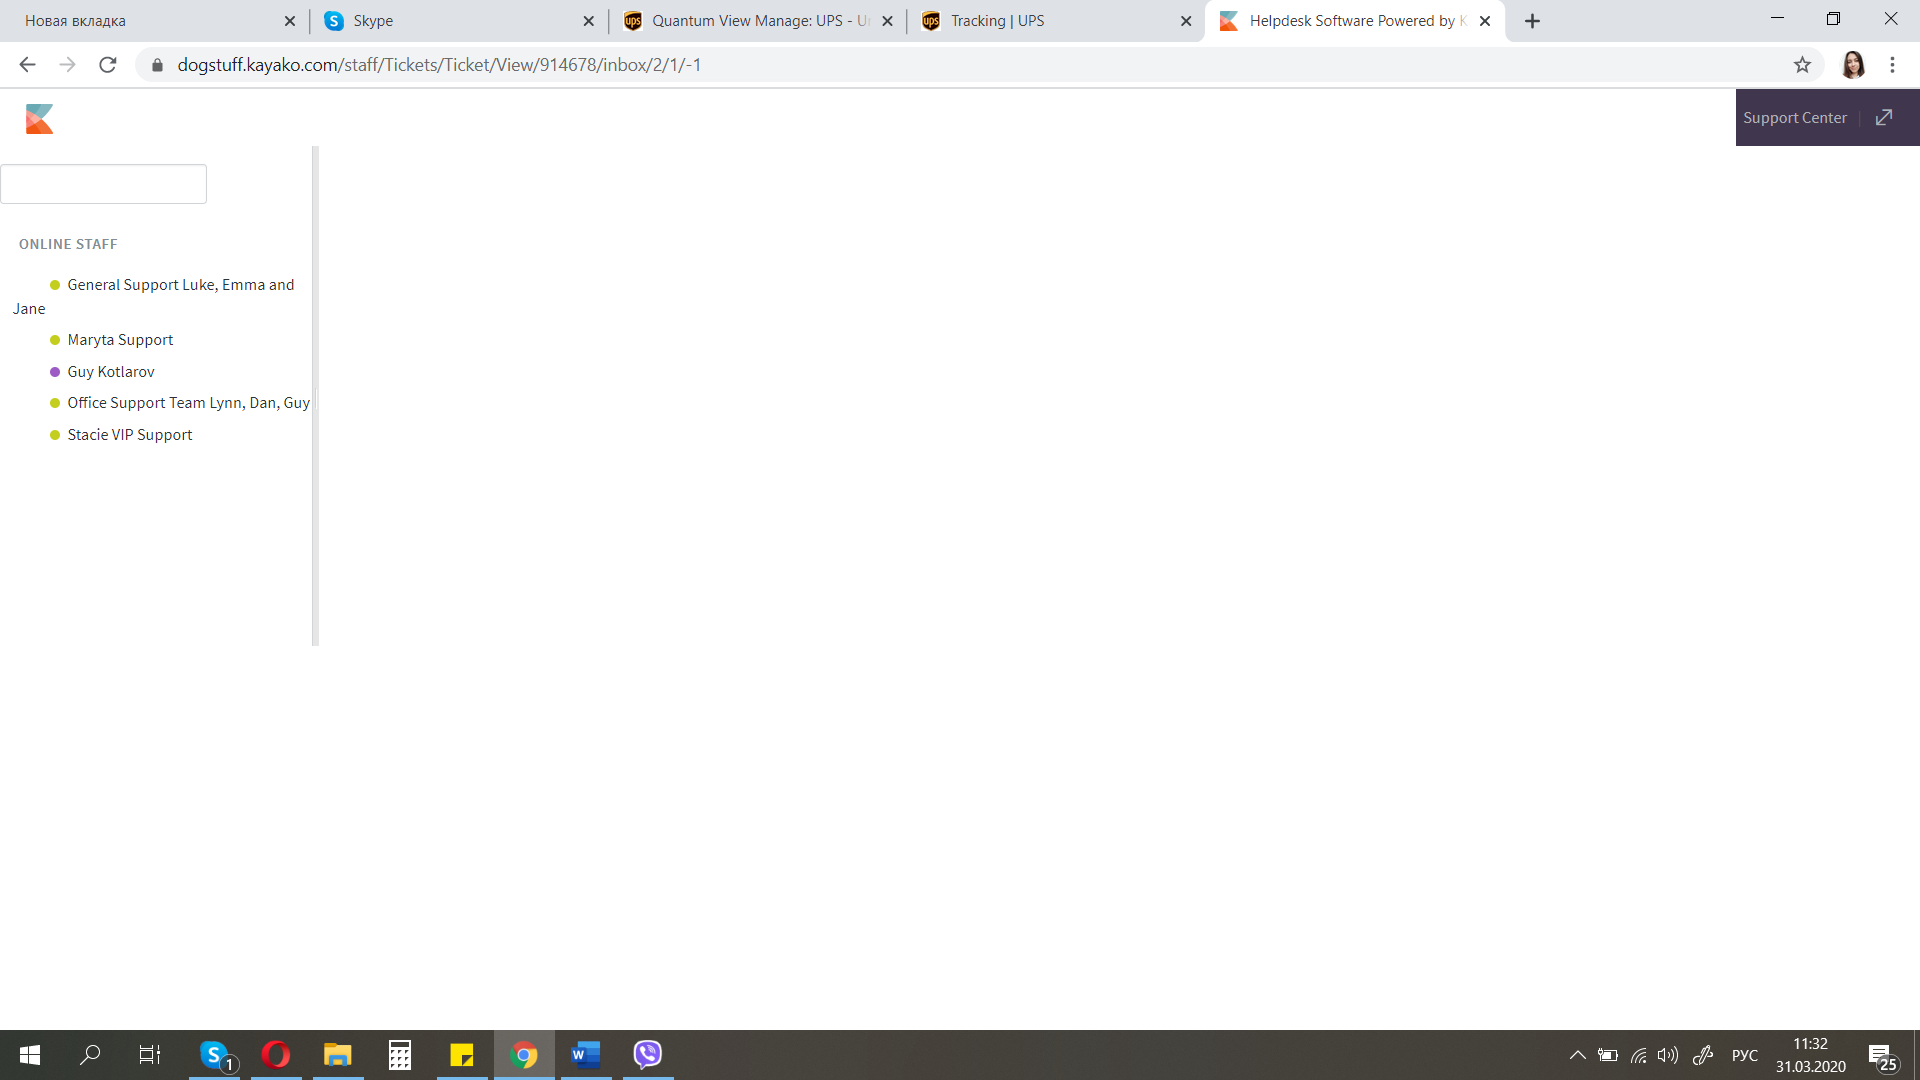 Новая вкладка
Skype
Quantum View Manage: UPS - Un
Tracking | UPS
Helpdesk Software Powered by K
dogstuff.kayako.com/staff/Tickets/Ticket/View/914678/inbox/2/1/-1
Support Center
ONLINE STAFF
General Support Luke, Emma and
Jane
Maryta Support
Guy Kotlarov
Office Support Team Lynn, Dan, Guy
Stacie VIP Support
1
РУС
11:32
31.03.2020
25